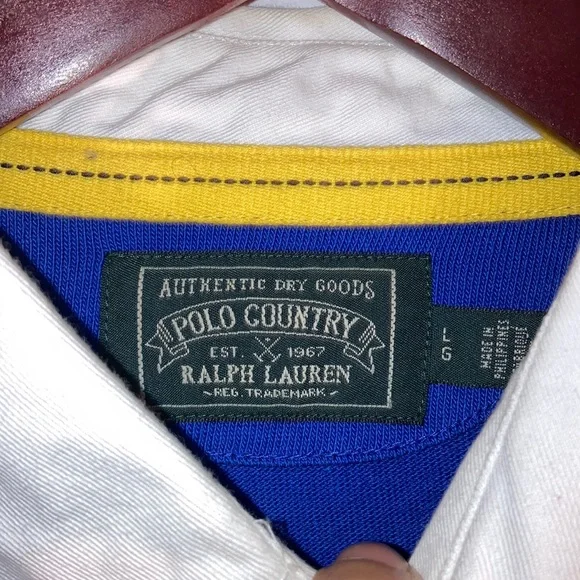 AUTHENTIC DRY GOODS
POLO COUNTRY
EST. 1967
RALPH LAUREN
~REG. TRADEMARK~
L
G
MADE IN
PHILIPPINES